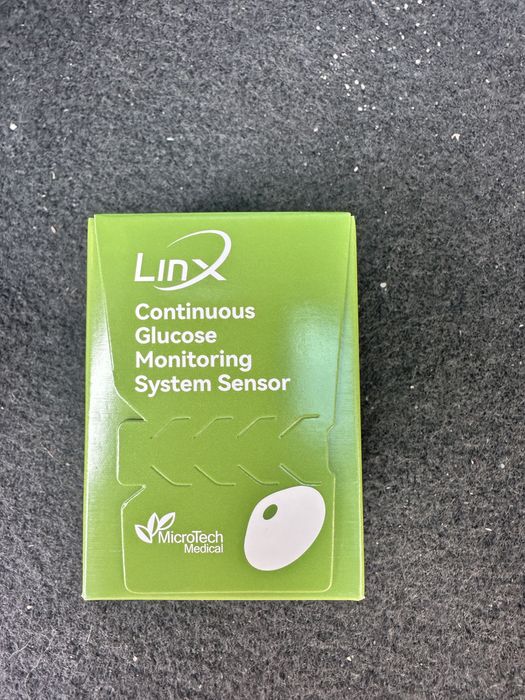 LinX
Continuous
Glucose
Monitoring
System Sensor
MicroTech
Medical